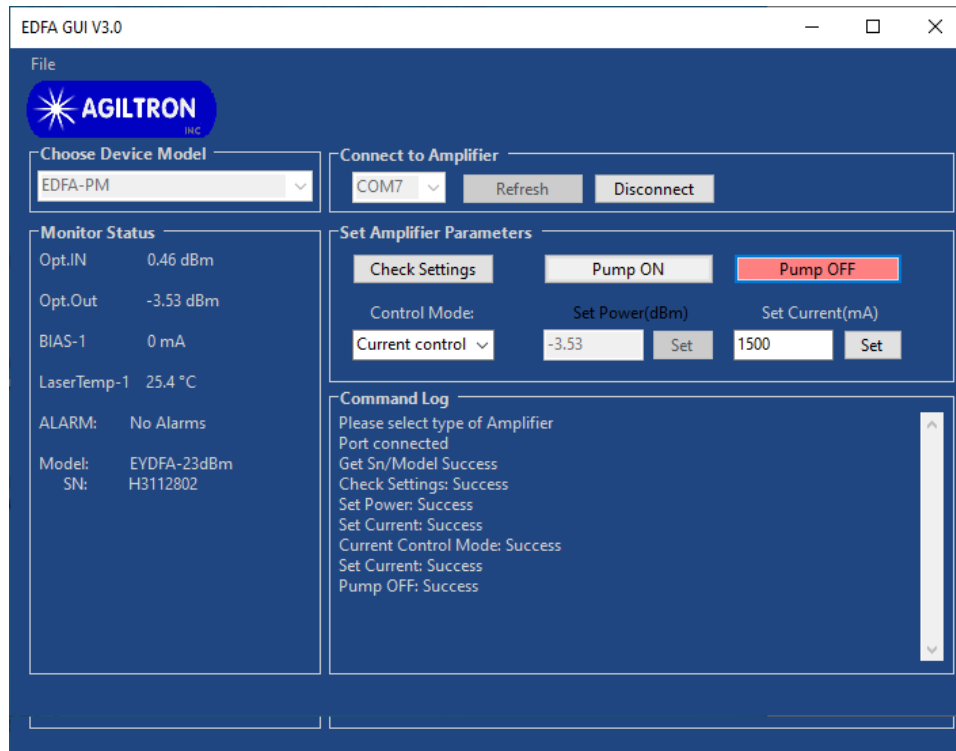 EDFA GUI V3.0
File
AGILTRON
INC
Choose Device Model
EDFA-PM
Connect to Amplifier
COM7 Refresh Disconnect
Monitor Status
Opt.IN 0.46 dBm
Opt.Out -3.53 dBm
BIAS-1 0 mA
LaserTemp-1 25.4 °C
ALARM: No Alarms
Model: EYDFA-23dBm
SN: H3112802
Set Amplifier Parameters
Check Settings Pump ON Pump OFF
Control Mode: Set Power(dBm) Set Current(mA)
Current control -3.53 Set 1500 Set
Command Log
Please select type of Amplifier
Port connected
Get Sn/Model Success
Check Settings: Success
Set Power: Success
Set Current: Success
Current Control Mode: Success
Set Current: Success
Pump OFF: Success